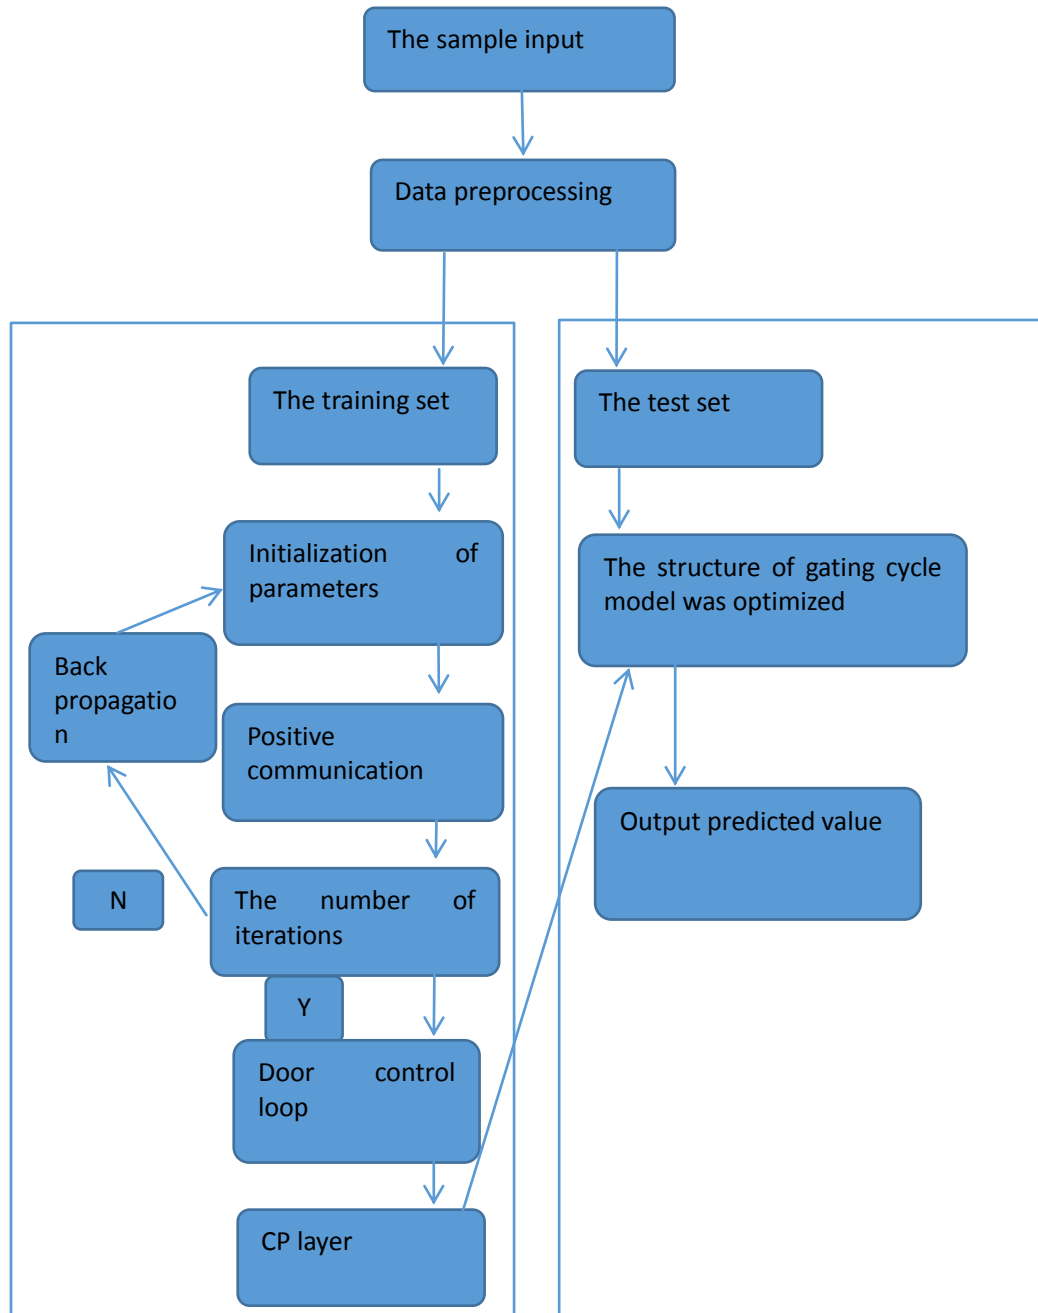 The sample input
Data preprocessing
The training set
The test set
Initialization of
parameters
The structure of gating cycle
model was optimized
Back
propagatio
n
Positive
communication
Output predicted value
N
The number of
iterations
Y
Door control
loop
CP layer